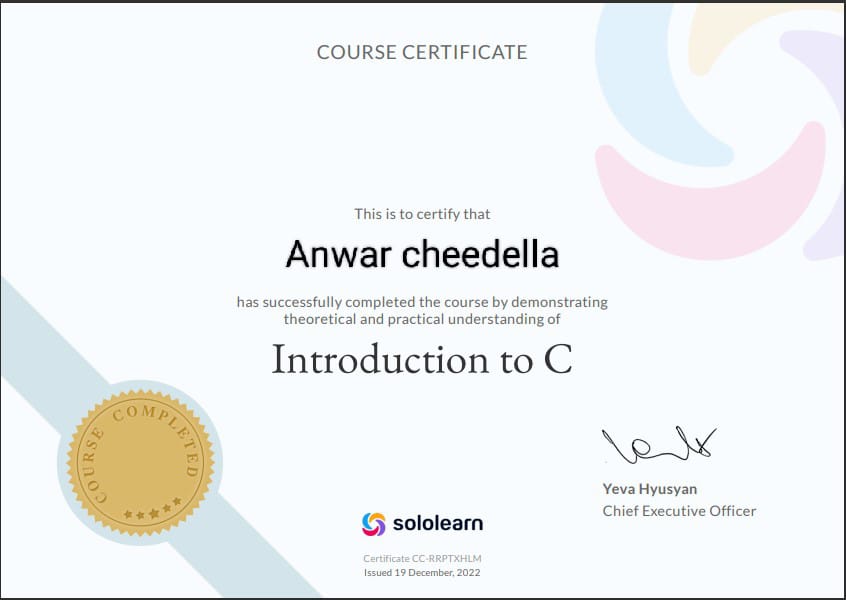 COURSE CERTIFICATE
This is to certify that
Anwar cheedella
has successfully completed the course by demonstrating
theoretical and practical understanding of
Introduction to C
COURSE COMPLETED
Yeva Hyusyan
Chief Executive Officer
sololearn
Certificate CC-RRPTXHLM
Issued 19 December, 2022